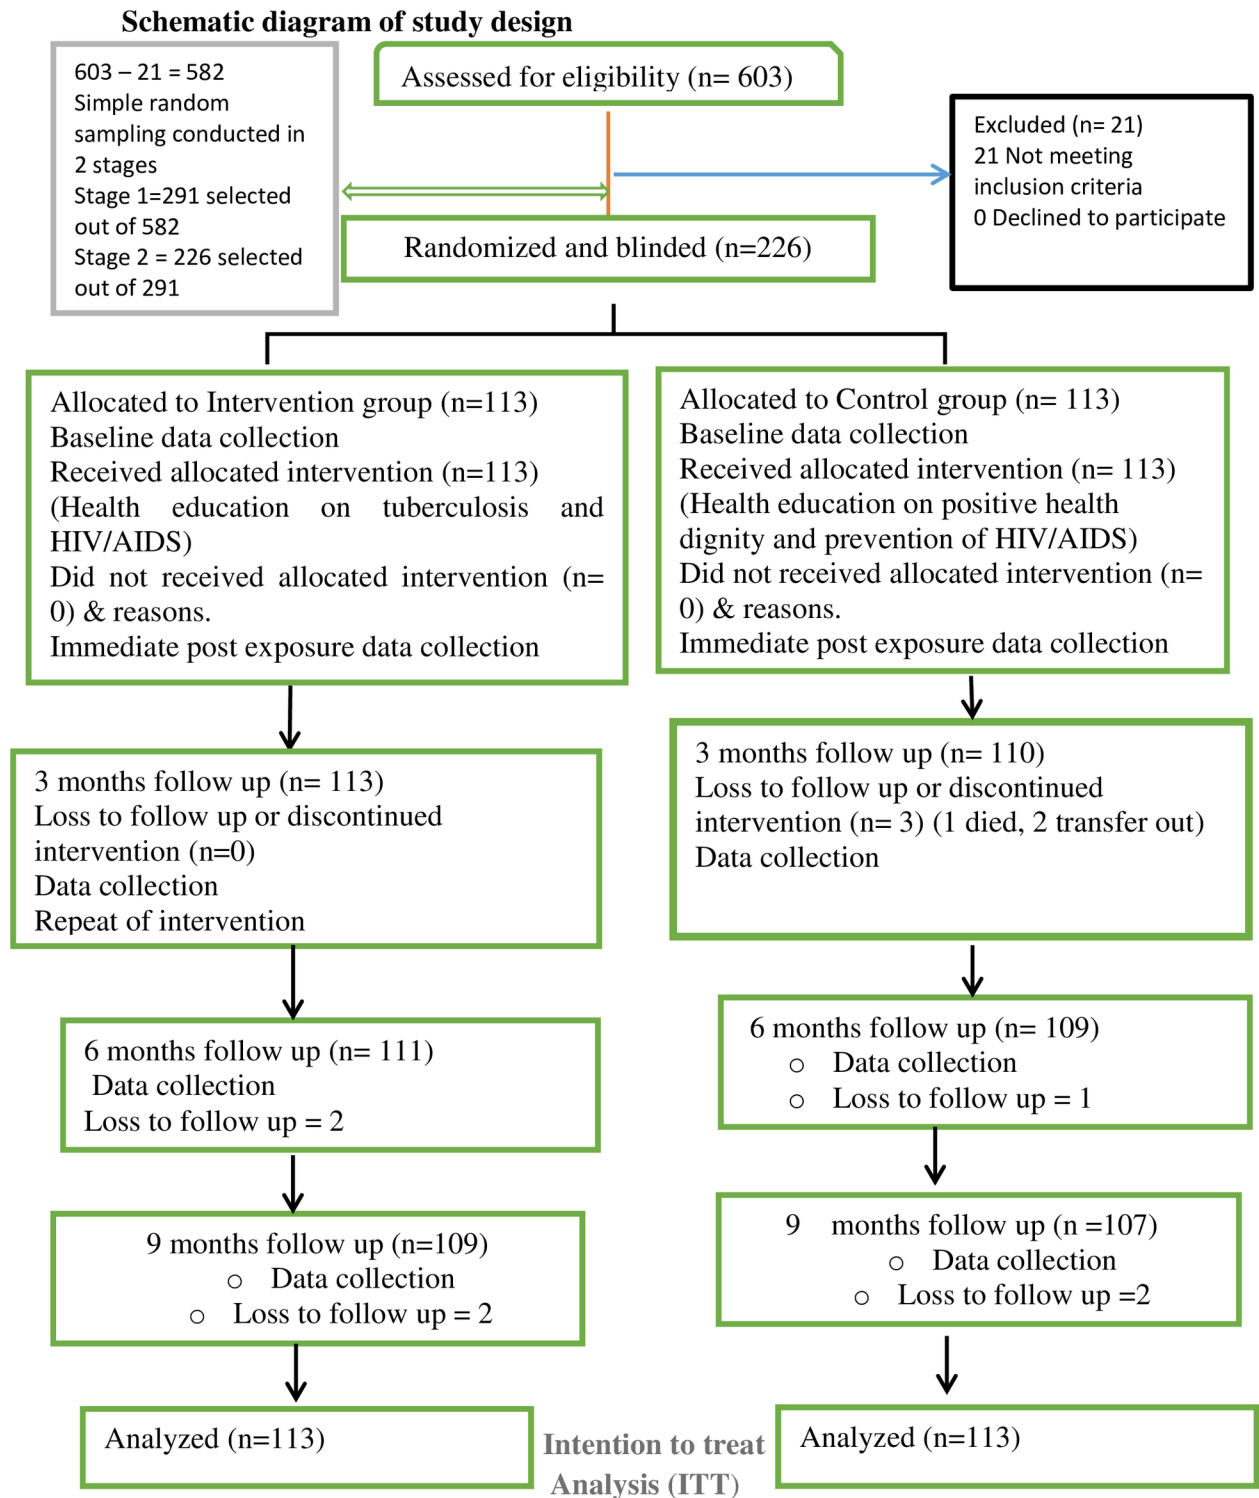 Schematic diagram of study design
603 – 21 = 582
Simple random
sampling conducted in
2 stages
Stage 1=291 selected
out of 582
Stage 2 = 226 selected
out of 291
Assessed for eligibility (n= 603)
Excluded (n= 21)
21 Not meeting
inclusion criteria
0 Declined to participate
Randomized and blinded (n=226)
Allocated to Intervention group (n=113)
Baseline data collection
Received allocated intervention (n=113)
(Health education on tuberculosis and
HIV/AIDS)
Did not received allocated intervention (n=
0) & reasons.
Immediate post exposure data collection
Allocated to Control group (n= 113)
Baseline data collection
Received allocated intervention (n= 113)
(Health education on positive health
dignity and prevention of HIV/AIDS)
Did not received allocated intervention (n=
0) & reasons.
Immediate post exposure data collection
3 months follow up (n= 113)
Loss to follow up or discontinued
intervention (n=0)
Data collection
Repeat of intervention
3 months follow up (n= 110)
Loss to follow up or discontinued
intervention (n= 3) (1 died, 2 transfer out)
Data collection
6 months follow up (n= 111)
Data collection
Loss to follow up = 2
6 months follow up (n= 109)
o Data collection
o Loss to follow up = 1
9 months follow up (n=109)
o Data collection
o Loss to follow up = 2
9 months follow up (n =107)
o Data collection
o Loss to follow up =2
Analyzed (n=113)
Intention to treat
Analysis (ITT)
Analyzed (n=113)